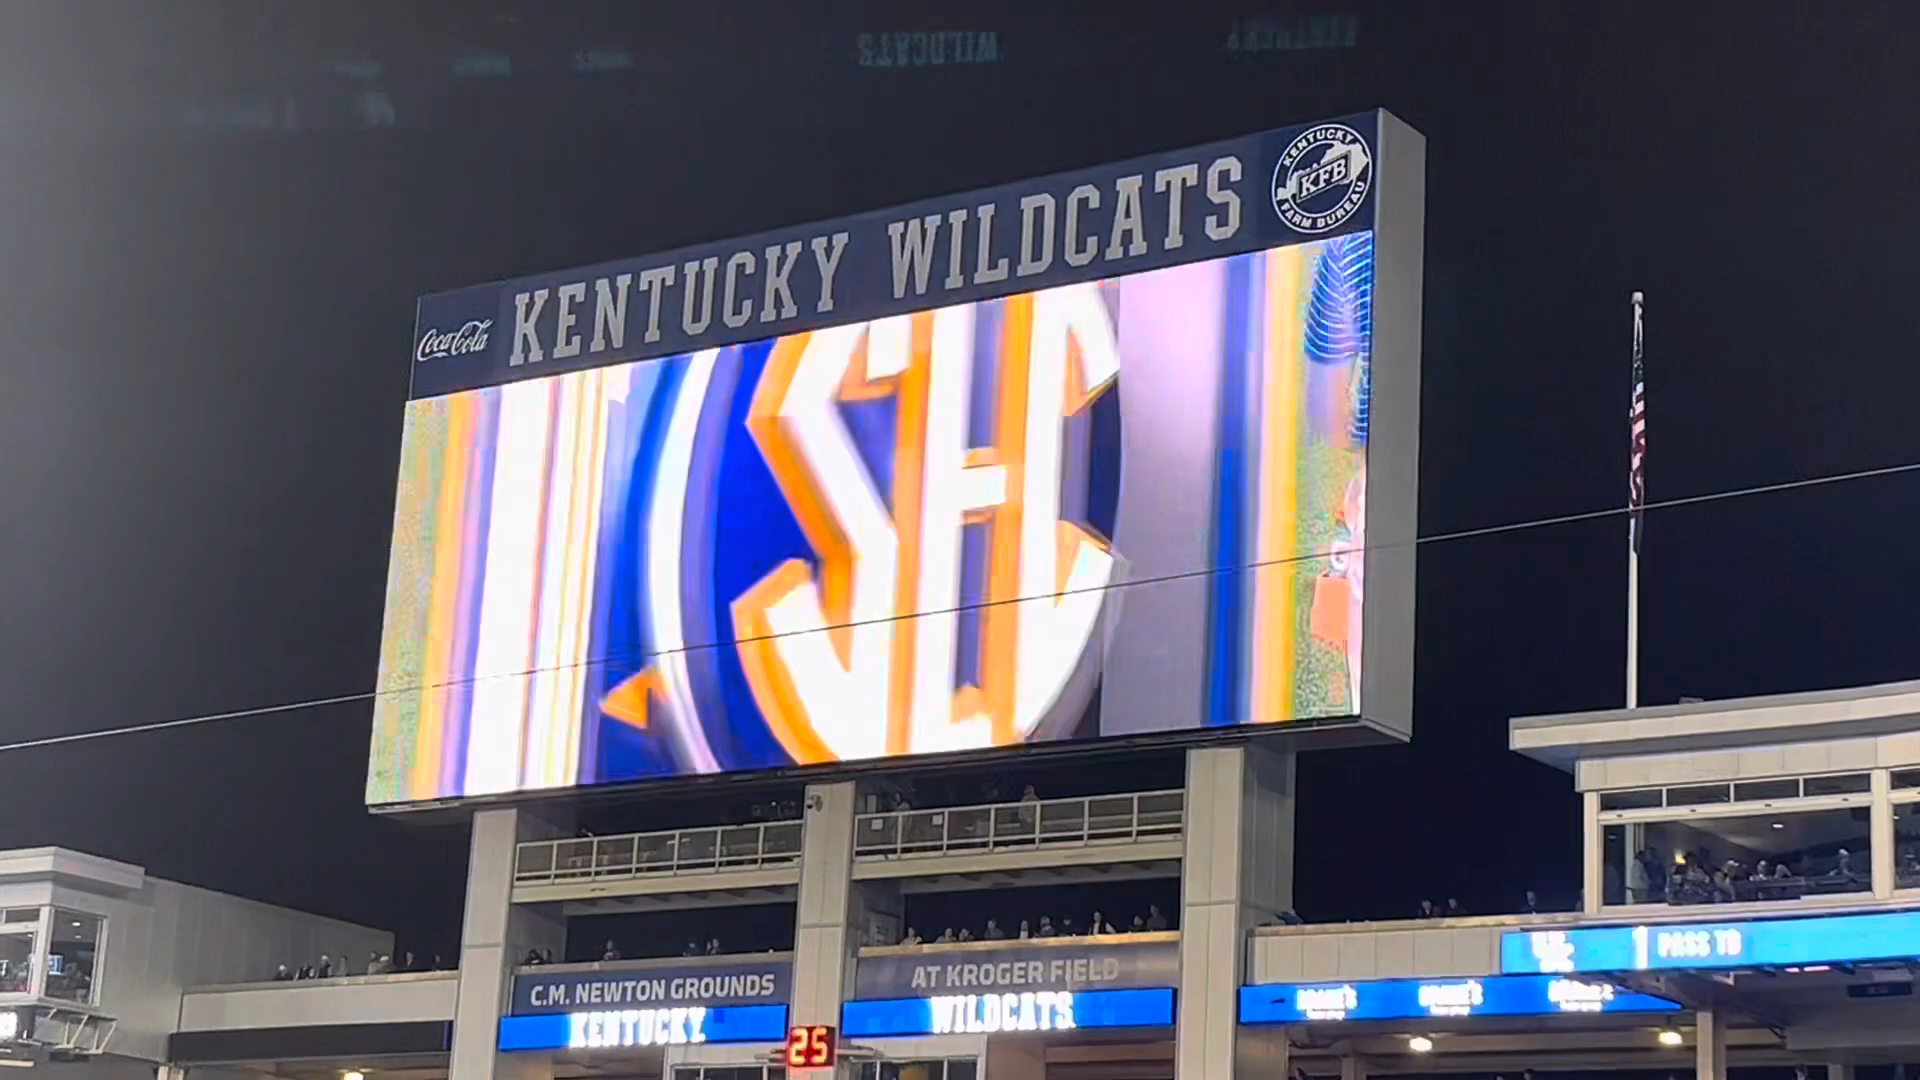 KENTUCKY WILDCATS
KENTUCKY
KFB
FARM BUREAU
Coca-Cola
SEC
C.M. NEWTON GROUNDS
AT KROGER FIELD
KENTUCKY
WILDCATS
PASS TD
25